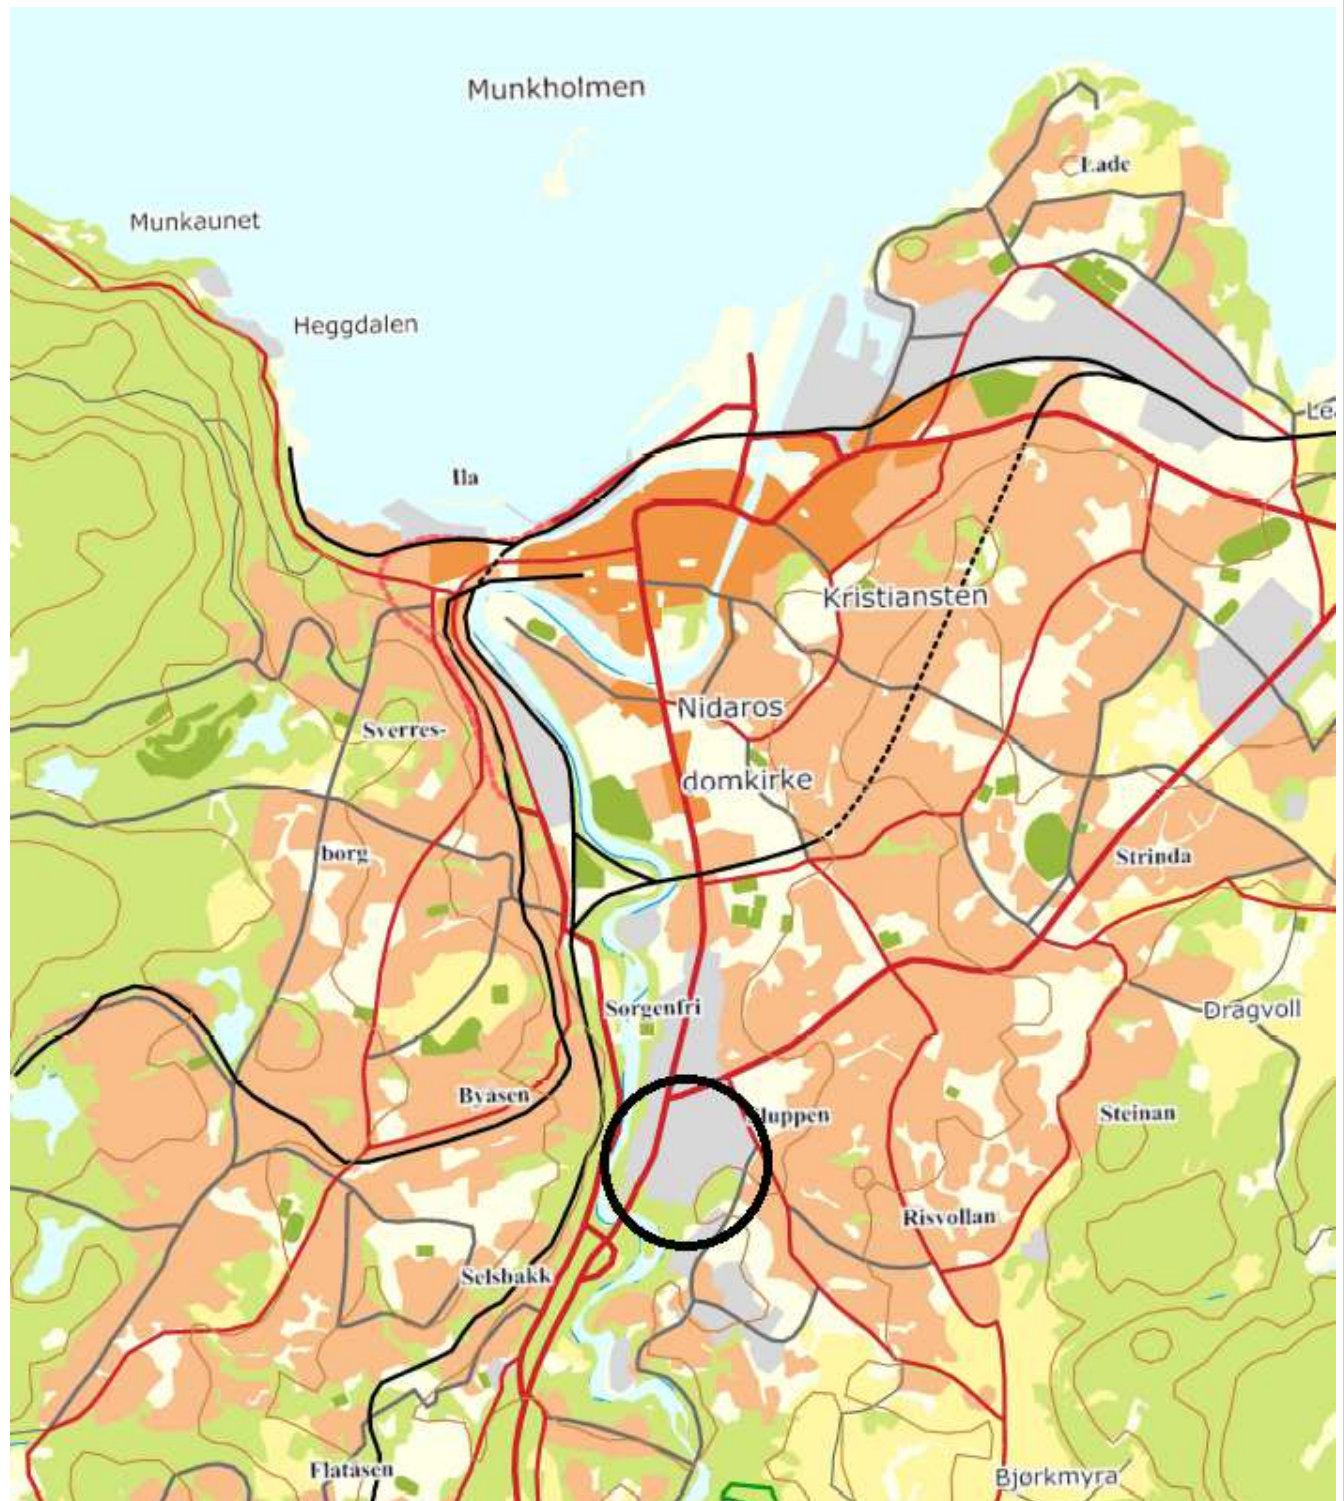 Munkholmen
Lade
Munkaunet
Heggdalen
Lea
Ila
Kristiansten
Nidaros
Sverres-
domkirke
borg
Strinda
Sorgenfri
Dragvoll
Byåsen
luppen
Steinan
Risvollan
Selsbakk
Flatåsen
Bjørkmyra